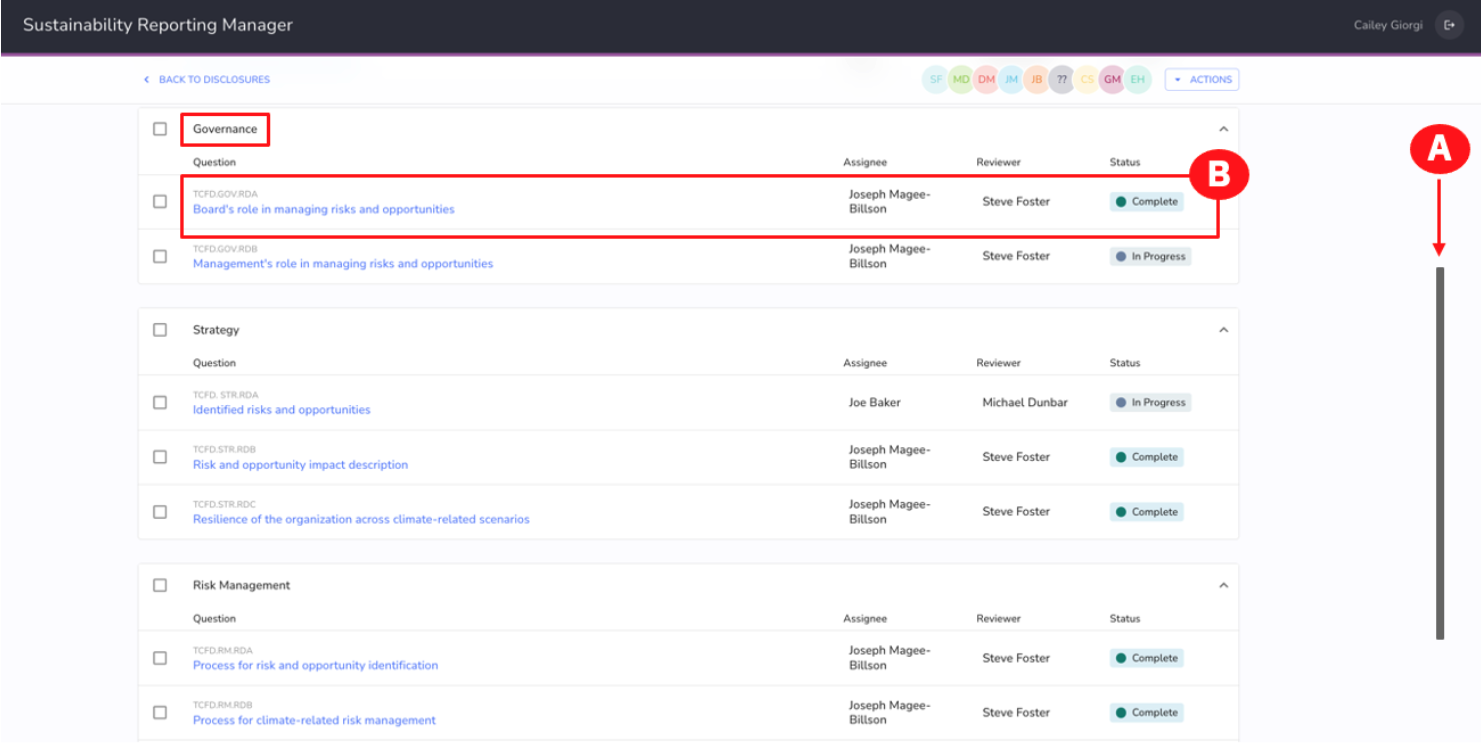 Sustainability Reporting Manager
Cailey Giorgi
BACK TO DISCLOSURES
SF MD DM JM JB ?? CS GM EH
ACTIONS
A
Governance
Question Assignee Reviewer Status
B
TCFD.GOV.RDA
Board's role in managing risks and opportunities
Joseph Magee-
Billson
Steve Foster
Complete
TCFD.GOV.RDB
Management's role in managing risks and opportunities
Joseph Magee-
Billson
Steve Foster
In Progress
Strategy
Question Assignee Reviewer Status
TCFD. STR.RDA
Identified risks and opportunities
Joe Baker
Michael Dunbar
In Progress
TCFD.STR.RDB
Risk and opportunity impact description
Joseph Magee-
Billson
Steve Foster
Complete
TCFD.STR.RDC
Resilience of the organization across climate-related scenarios
Joseph Magee-
Billson
Steve Foster
Complete
Risk Management
Question Assignee Reviewer Status
TCFD.RM.RDA
Process for risk and opportunity identification
Joseph Magee-
Billson
Steve Foster
Complete
TCFD.RM.RDB
Process for climate-related risk management
Joseph Magee-
Billson
Steve Foster
Complete